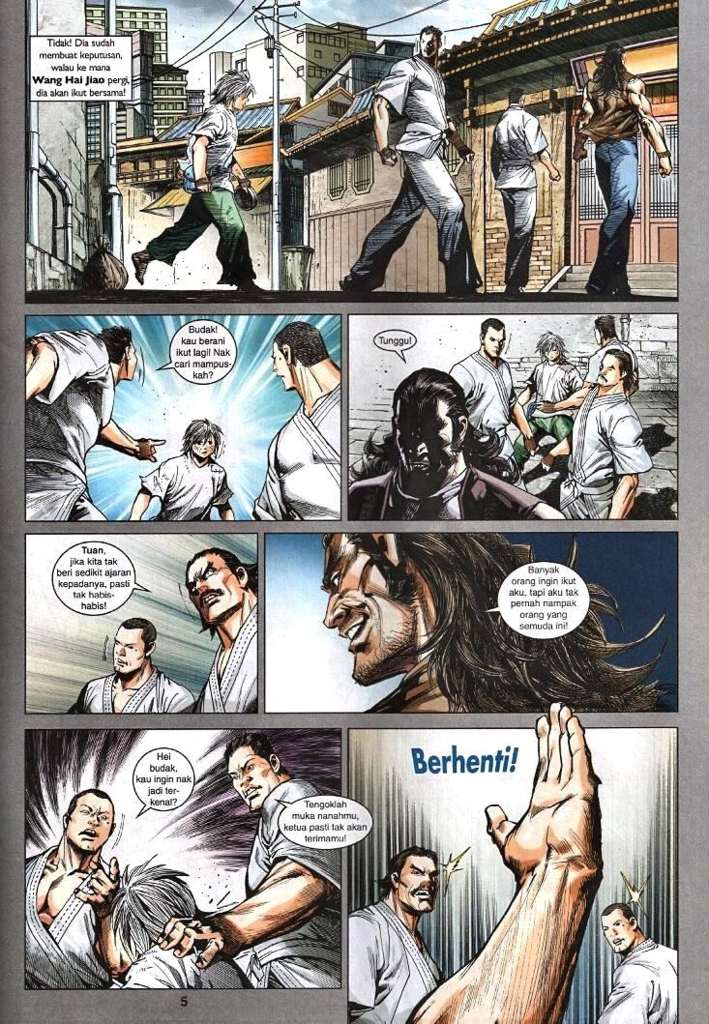 Tidak! Dia sudah
membuat keputusan,
walau ke mana
Wang Hai Jiao pergi,
dia akan ikut bersama!
Budak!
kau berani
ikut lagi! Nak
cari mampus-
kah?
Tunggu!
Tuan,
jika kita tak
beri sedikit ajaran
kepadanya, pasti
tak habis-
habis!
Banyak
orang ingin ikut
aku, tapi aku tak
pernah nampak
orang yang
semuda ini!
Hei
budak,
kau ingin nak
jadi ter-
kenal?
Tengoklah
muka nanahmu,
ketua pasti tak akan
terimamu!
Berhenti!
5